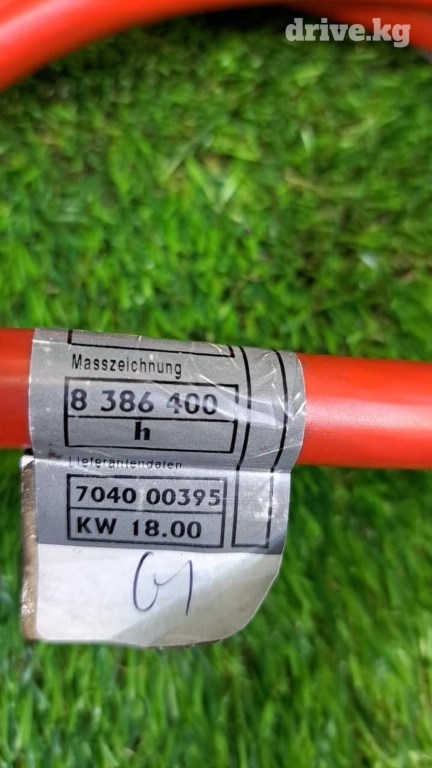 drive.kg
Masszeichnung
8 386 400
h
Lieferantendaten
7040 00395
KW 18.00